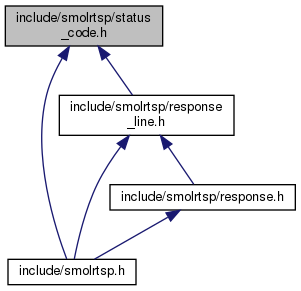 include/smolrtsp/status
_code.h
include/smolrtsp/response
_line.h
include/smolrtsp/response.h
include/smolrtsp.h